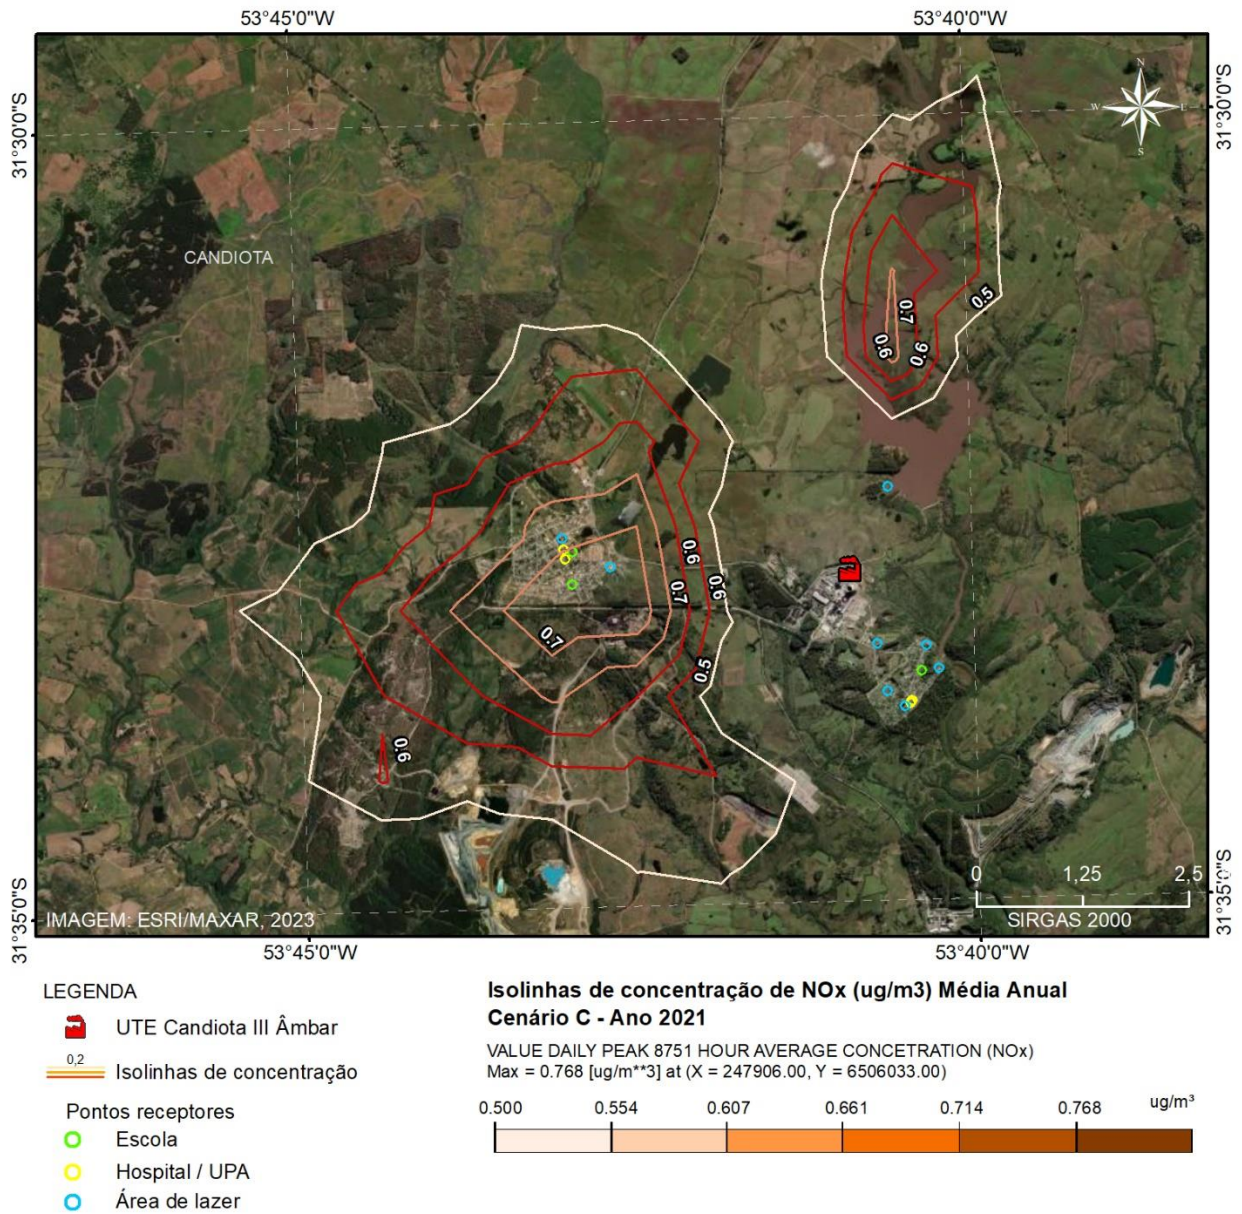 53°45'0"W
53°40'0"W
31°30'0"S
31°30'0"S
N
W
E
S
CANDIOTA
0.5
0.7
0.6
0.6
0.6
0.6
0.7
0.7
0.5
0.6
0
1,25
2,5
SIRGAS 2000
IMAGEM: ESRI/MAXAR, 2023
31°35'0"S
31°35'0"S
53°45'0"W
53°40'0"W
LEGENDA
UTE Candiota III Âmbar
0,2
Isolinhas de concentração
Pontos receptores
Escola
Hospital / UPA
Área de lazer
Isolinhas de concentração de NOx (ug/m3) Média Anual
Cenário C - Ano 2021
VALUE DAILY PEAK 8751 HOUR AVERAGE CONCETRATION (NOx)
Max = 0.768 [ug/m**3] at (X = 247906.00, Y = 6506033.00)
0.500 0.554 0.607 0.661 0.714 0.768 ug/m³